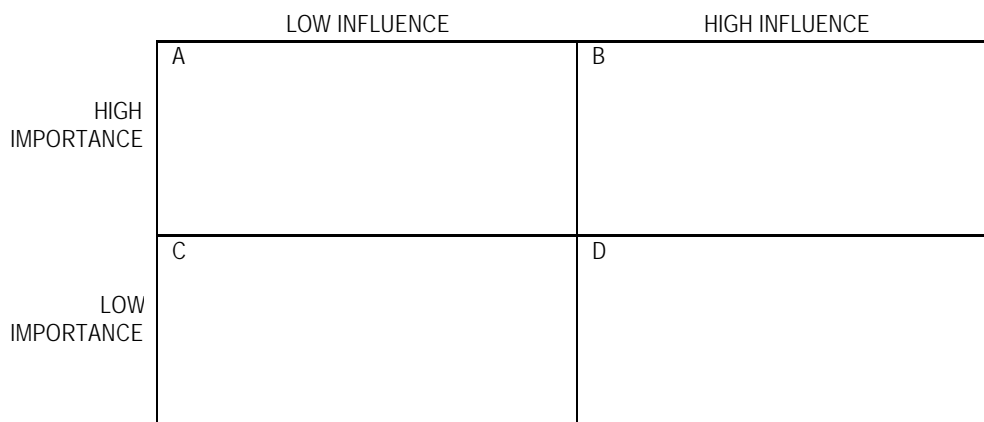 LOW INFLUENCE HIGH INFLUENCE
A B
HIGH
IMPORTANCE
C D
LOW
IMPORTANCE